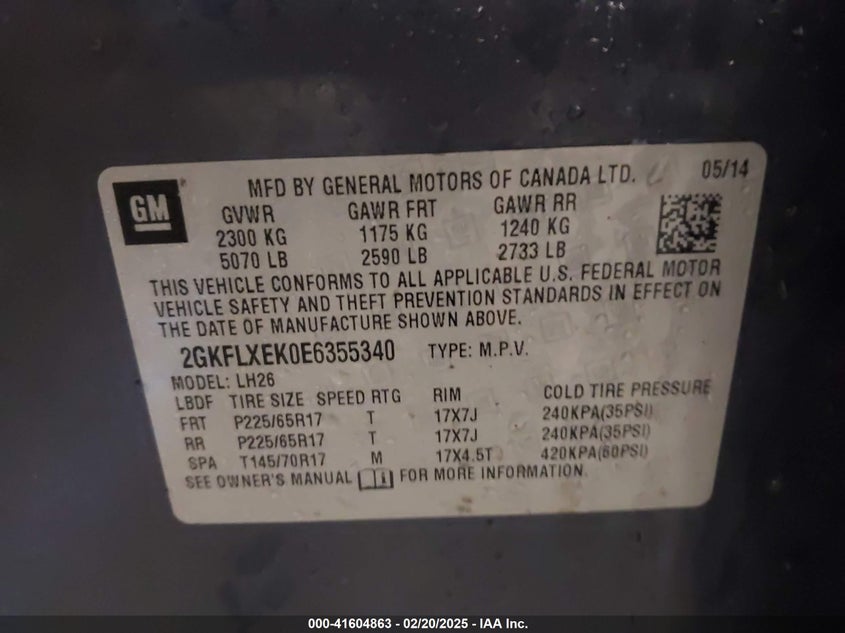 GM
MFD BY GENERAL MOTORS OF CANADA LTD. 05/14
GVWR GAWR FRT GAWR RR
2300 KG 1175 KG 1240 KG
5070 LB 2590 LB 2733 LB
THIS VEHICLE CONFORMS TO ALL APPLICABLE U.S. FEDERAL MOTOR
VEHICLE SAFETY AND THEFT PREVENTION STANDARDS IN EFFECT ON
THE DATE OF MANUFACTURE SHOWN ABOVE.
2GKFLXEK0E6355340 TYPE: M.P.V.
MODEL: LH26
LBDF TIRE SIZE SPEED RTG RIM COLD TIRE PRESSURE
FRT P225/65R17 T 17X7J 240KPA(35PSI)
RR P225/65R17 T 17X7J 240KPA(35PSI)
SPA T145/70R17 M 17X4.5T 420KPA(60PSI)
SEE OWNER'S MANUAL FOR MORE INFORMATION.
000-41604863 - 02/20/2025 - IAA Inc.